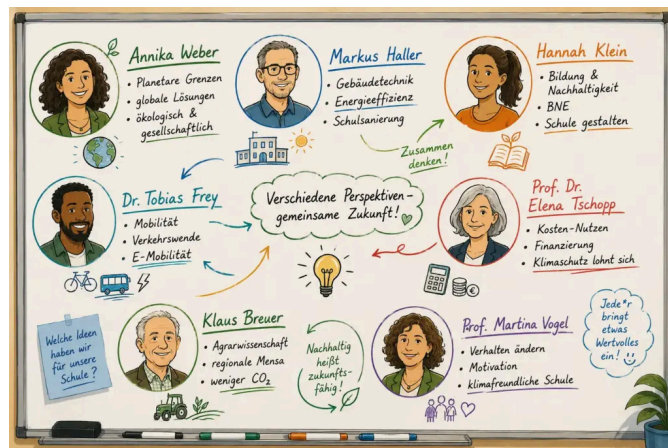 Annika Weber
• Planetare Grenzen
• globale Lösungen
• ökologisch &
gesellschaftlich
Markus Haller
• Gebäudetechnik
• Energieeffizienz
• Schulsanierung
Hannah Klein
• Bildung &
Nachhaltigkeit
• BNE
• Schule gestalten
Zusammen
denken!
Dr. Tobias Frey
• Mobilität
• Verkehrswende
• E-Mobilität
Verschiedene Perspektiven-
gemeinsame Zukunft!
Prof. Dr.
Elena Tschopp
• Kosten-Nutzen
• Finanzierung
• Klimaschutz lohnt sich
€
Welche Ideen
haben wir
für unsere
Schule?
Klaus Breuer
• Agrarwissenschaft
• regionale Mensa
• weniger CO₂
Nachhaltig
heißt
zukunfts-
fähig!
Prof. Martina Vogel
• Verhalten ändern
• Motivation
• klimafreundliche Schule
Jede*r
bringt
etwas
Wertvolles
ein!